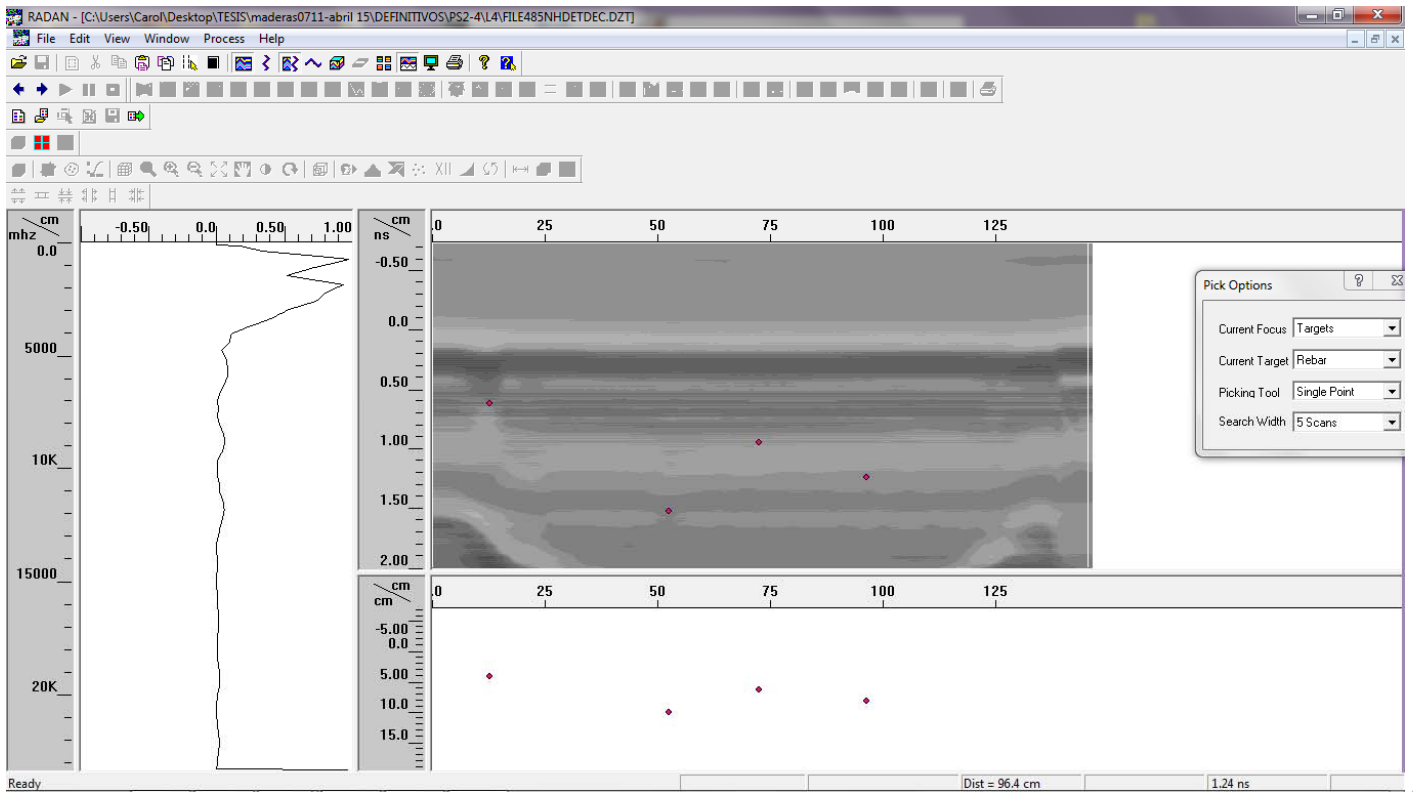 RADAN - [C:\Users\Carol\Desktop\TESIS\maderas0711-abril 15\DEFINITIVOS\PS2-4\L4\FILE485NHDETDEC.DZT]
File Edit View Window Process Help
XII
cm
mhz
-0.50 0.0 0.50 1.00
cm
ns
0 25 50 75 100 125
0.0
5000
10K
15000
20K
-0.50
0.0
0.50
1.00
1.50
2.00
Pick Options
Current Focus Targets
Current Target Rebar
Picking Tool Single Point
Search Width 5 Scans
cm
cm
0 25 50 75 100 125
-5.00
0.0
5.00
10.0
15.0
Ready Dist = 96.4 cm 1.24 ns